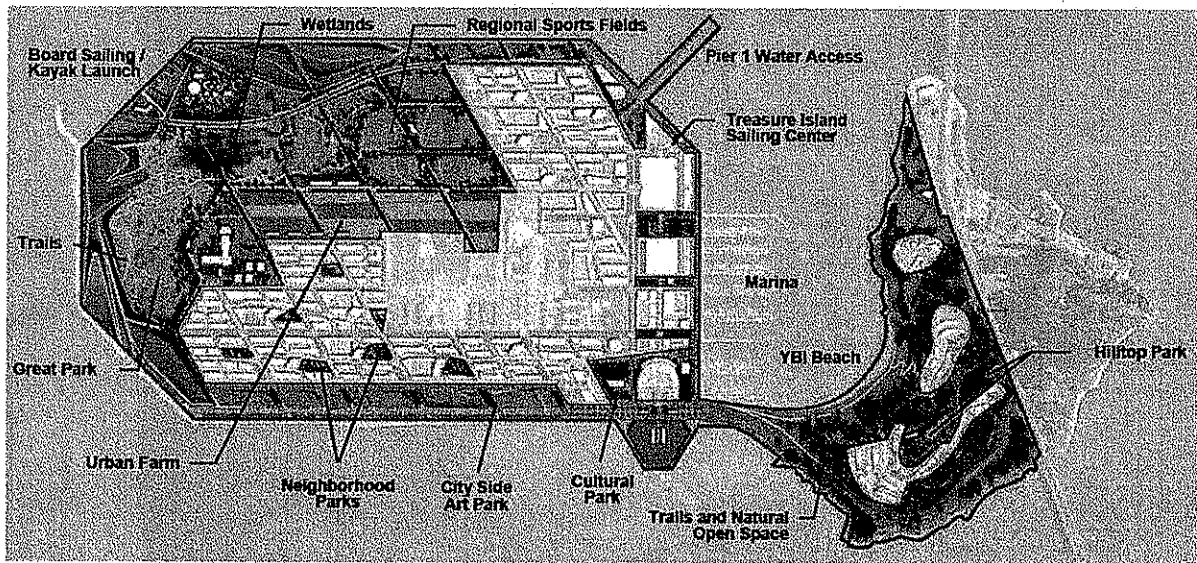 Wetlands
Regional Sports Fields
Board Sailing /
Kayak Launch
Pier 1 Water Access
Treasure Island
Sailing Center
Trails
Marina
YBI Beach
Hilltop Park
Great Park
Urban Farm
Neighborhood
Parks
City Side
Art Park
Cultural
Park
Trails and Natural
Open Space